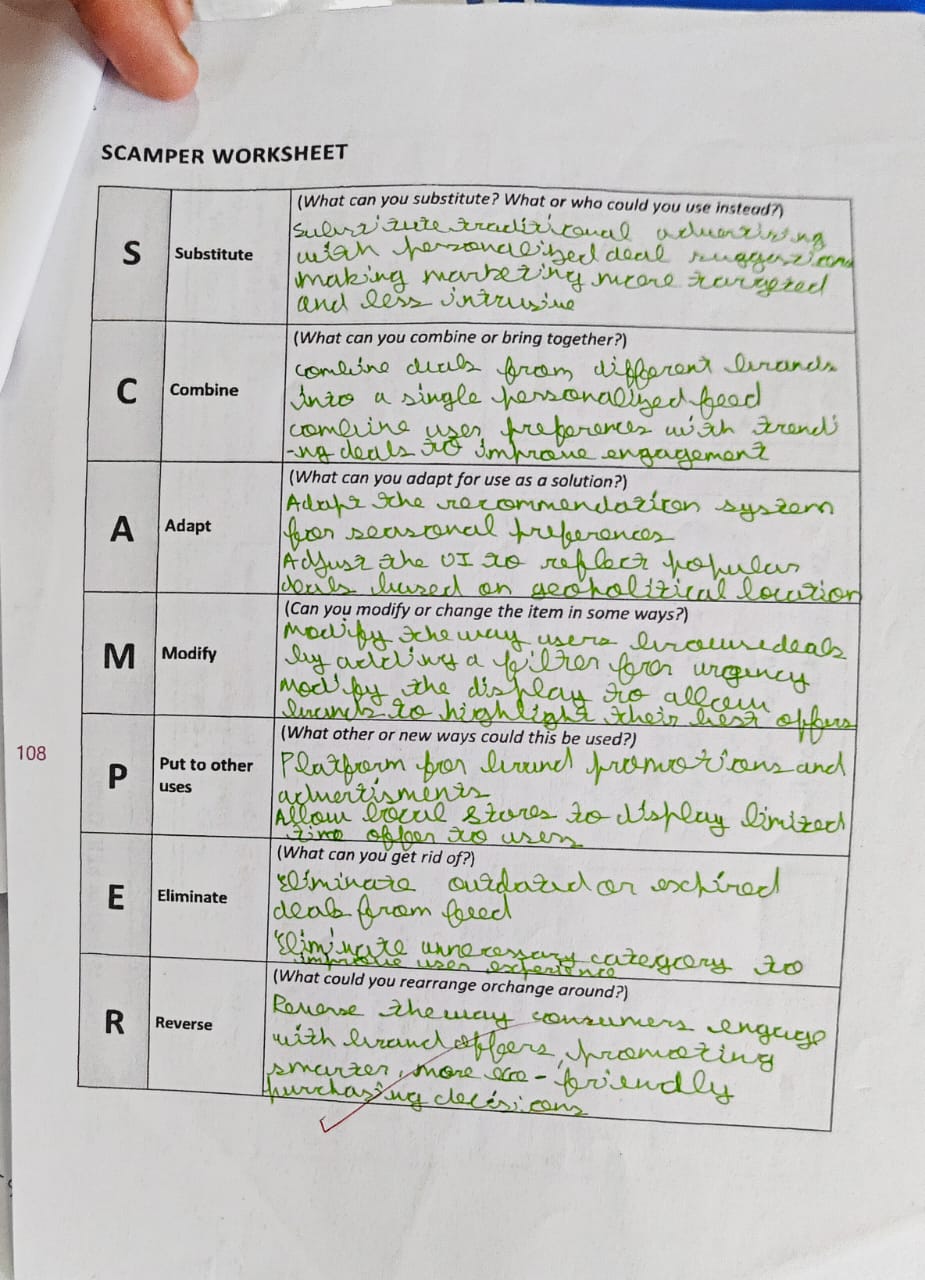 SCAMPER WORKSHEET
S
Substitute
(What can you substitute? What or who could you use instead?)
Substitute traditional advertising
with personalised deal suggestions
making marketing more targeted
and less intrusive
C
Combine
(What can you combine or bring together?)
combine deals from different brands
into a single personalized feed
combine user preferences with trend
-ing deals to improve engagement
A
Adapt
(What can you adapt for use as a solution?)
Adapt the recommendation system
for seasonal preferences
Adjust the UI to reflect popular
deals based on geopolitical location
M
Modify
(Can you modify or change the item in some ways?)
Modify the way users browse deals
by adding a filter for urgency
Modify the display to allow
brands to highlight their best offers
108
P
Put to other
uses
(What other or new ways could this be used?)
Platform for brand promotions and
advertisments
Allow local stores to display limited
time offer to users
E
Eliminate
(What can you get rid of?)
Eliminate outdated or expired
deals from feed
Eliminate unnecessary category to
improve user experience
R
Reverse
(What could you rearrange orchange around?)
Reverse the way consumers engage
with brand offers, promoting
smarter, more eco-friendly
purchasing decisions